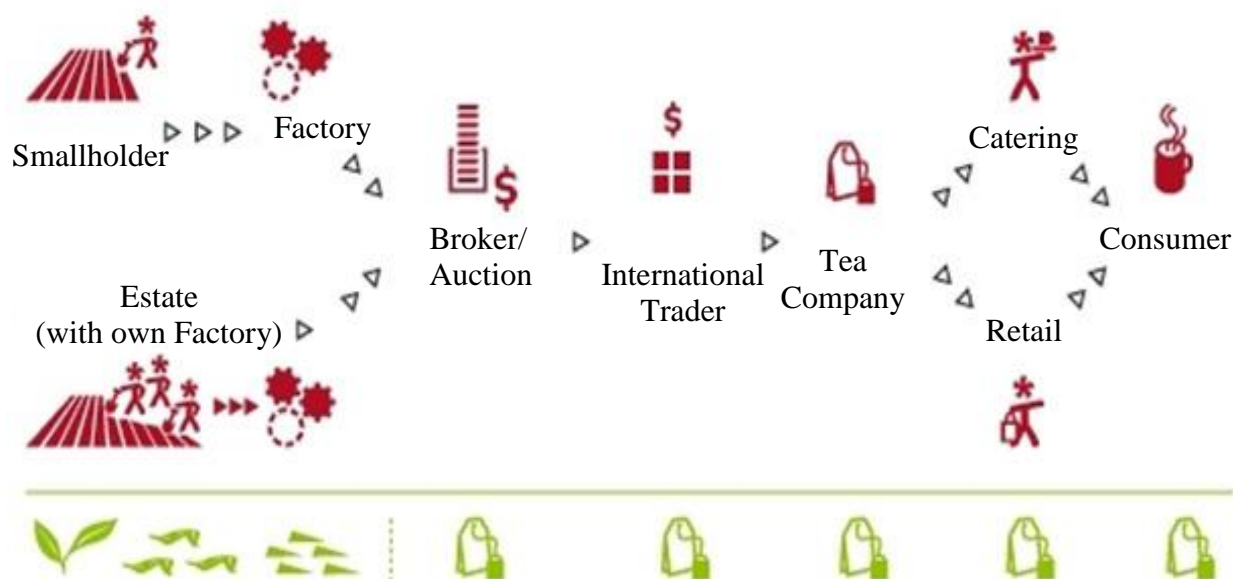 Smallholder
Factory
Estate
(with own Factory)
Broker/
Auction
$
International
Trader
$
Tea
Company
Catering
Retail
Consumer